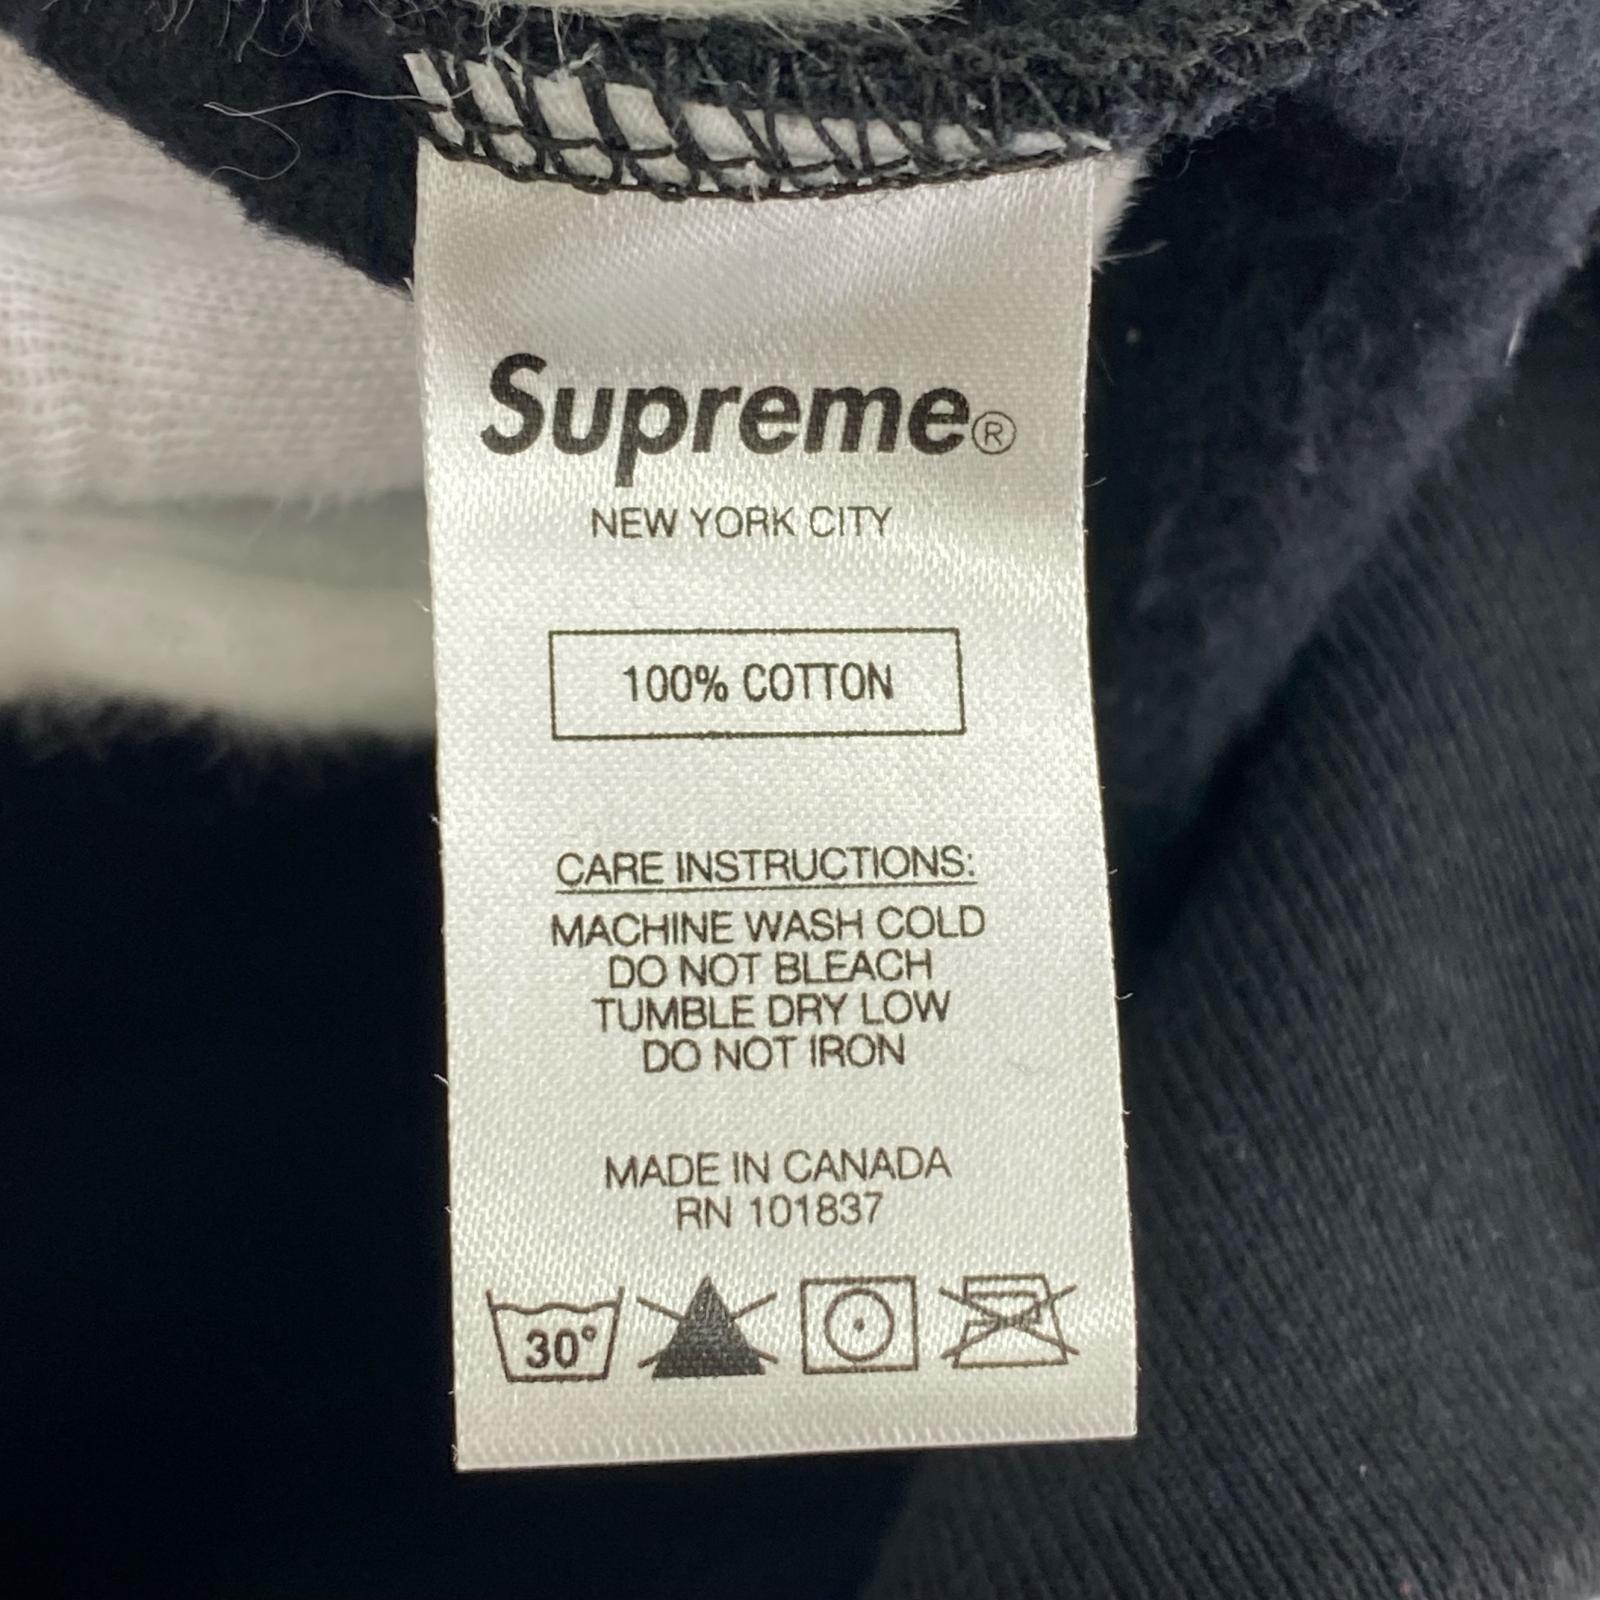 Supreme®
NEW YORK CITY
100% COTTON
CARE INSTRUCTIONS:
MACHINE WASH COLD
DO NOT BLEACH
TUMBLE DRY LOW
DO NOT IRON
MADE IN CANADA
RN 101837
30°